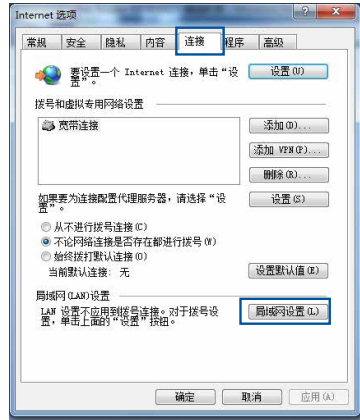 Internet 选项
常规
安全
隐私
内容
连接
程序
高级
要设置一个 Internet 连接，单击“设
置”。
设置(U)
拨号和虚拟专用网络设置
宽带连接
添加(D)...
添加 VPN(P)...
删除(R)...
如果要为连接配置代理服务器，请选择“设
置”。
设置(S)
从不进行拨号连接(C)
不论网络连接是否存在都进行拨号(W)
始终拨打默认连接(O)
当前默认连接: 无
设置默认值(E)
局域网(LAN)设置
LAN 设置不应用到拨号连接。对于拨号设
置，单击上面的“设置”按钮。
局域网设置(L)
确定
取消
应用(A)